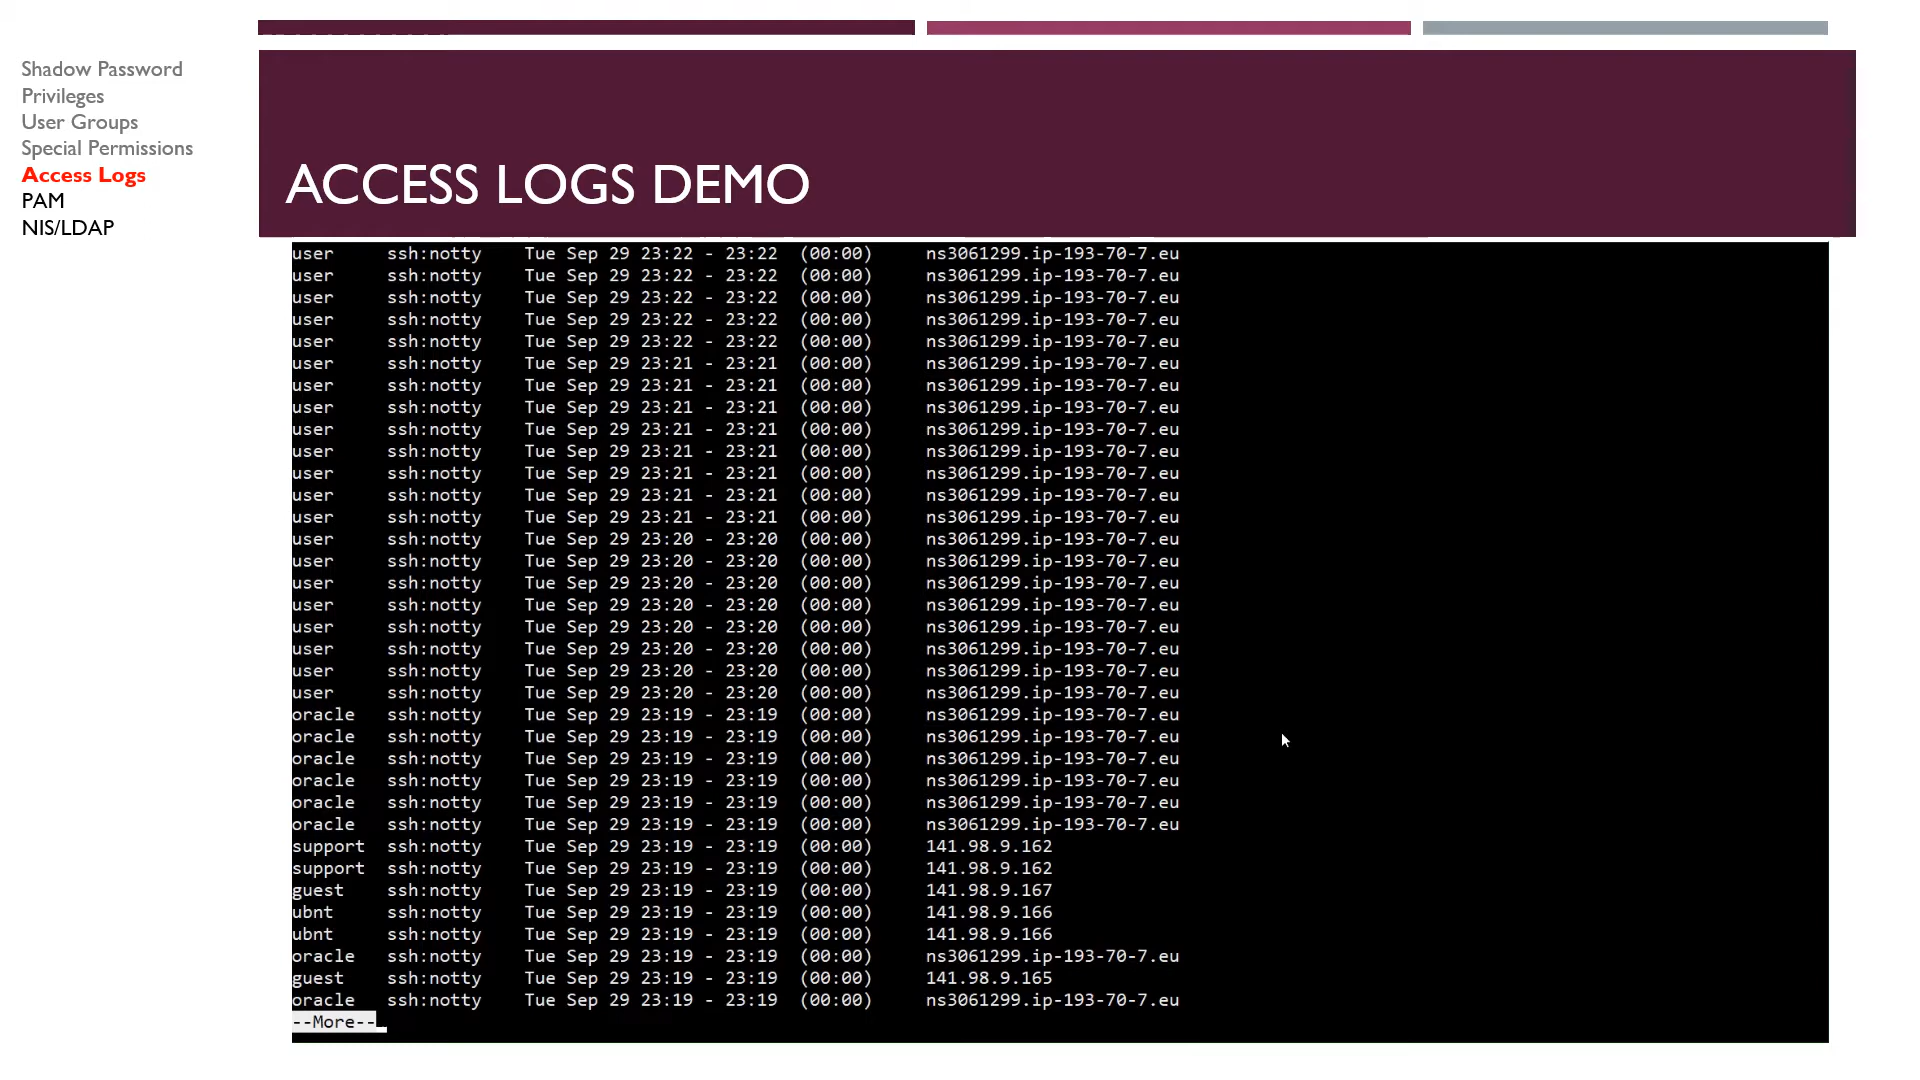 Shadow Password
Privileges
User Groups
Special Permissions
Access Logs
PAM
NIS/LDAP
ACCESS LOGS DEMO
user ssh:notty Tue Sep 29 23:22 - 23:22 (00:00) ns3061299.ip-193-70-7.eu
user ssh:notty Tue Sep 29 23:22 - 23:22 (00:00) ns3061299.ip-193-70-7.eu
user ssh:notty Tue Sep 29 23:22 - 23:22 (00:00) ns3061299.ip-193-70-7.eu
user ssh:notty Tue Sep 29 23:22 - 23:22 (00:00) ns3061299.ip-193-70-7.eu
user ssh:notty Tue Sep 29 23:22 - 23:22 (00:00) ns3061299.ip-193-70-7.eu
user ssh:notty Tue Sep 29 23:21 - 23:21 (00:00) ns3061299.ip-193-70-7.eu
user ssh:notty Tue Sep 29 23:21 - 23:21 (00:00) ns3061299.ip-193-70-7.eu
user ssh:notty Tue Sep 29 23:21 - 23:21 (00:00) ns3061299.ip-193-70-7.eu
user ssh:notty Tue Sep 29 23:21 - 23:21 (00:00) ns3061299.ip-193-70-7.eu
user ssh:notty Tue Sep 29 23:21 - 23:21 (00:00) ns3061299.ip-193-70-7.eu
user ssh:notty Tue Sep 29 23:21 - 23:21 (00:00) ns3061299.ip-193-70-7.eu
user ssh:notty Tue Sep 29 23:21 - 23:21 (00:00) ns3061299.ip-193-70-7.eu
user ssh:notty Tue Sep 29 23:21 - 23:21 (00:00) ns3061299.ip-193-70-7.eu
user ssh:notty Tue Sep 29 23:20 - 23:20 (00:00) ns3061299.ip-193-70-7.eu
user ssh:notty Tue Sep 29 23:20 - 23:20 (00:00) ns3061299.ip-193-70-7.eu
user ssh:notty Tue Sep 29 23:20 - 23:20 (00:00) ns3061299.ip-193-70-7.eu
user ssh:notty Tue Sep 29 23:20 - 23:20 (00:00) ns3061299.ip-193-70-7.eu
user ssh:notty Tue Sep 29 23:20 - 23:20 (00:00) ns3061299.ip-193-70-7.eu
user ssh:notty Tue Sep 29 23:20 - 23:20 (00:00) ns3061299.ip-193-70-7.eu
user ssh:notty Tue Sep 29 23:20 - 23:20 (00:00) ns3061299.ip-193-70-7.eu
user ssh:notty Tue Sep 29 23:20 - 23:20 (00:00) ns3061299.ip-193-70-7.eu
oracle ssh:notty Tue Sep 29 23:19 - 23:19 (00:00) ns3061299.ip-193-70-7.eu
oracle ssh:notty Tue Sep 29 23:19 - 23:19 (00:00) ns3061299.ip-193-70-7.eu
oracle ssh:notty Tue Sep 29 23:19 - 23:19 (00:00) ns3061299.ip-193-70-7.eu
oracle ssh:notty Tue Sep 29 23:19 - 23:19 (00:00) ns3061299.ip-193-70-7.eu
oracle ssh:notty Tue Sep 29 23:19 - 23:19 (00:00) ns3061299.ip-193-70-7.eu
oracle ssh:notty Tue Sep 29 23:19 - 23:19 (00:00) ns3061299.ip-193-70-7.eu
support ssh:notty Tue Sep 29 23:19 - 23:19 (00:00) 141.98.9.162
support ssh:notty Tue Sep 29 23:19 - 23:19 (00:00) 141.98.9.162
guest ssh:notty Tue Sep 29 23:19 - 23:19 (00:00) 141.98.9.167
ubnt ssh:notty Tue Sep 29 23:19 - 23:19 (00:00) 141.98.9.166
ubnt ssh:notty Tue Sep 29 23:19 - 23:19 (00:00) 141.98.9.166
oracle ssh:notty Tue Sep 29 23:19 - 23:19 (00:00) ns3061299.ip-193-70-7.eu
guest ssh:notty Tue Sep 29 23:19 - 23:19 (00:00) 141.98.9.165
oracle ssh:notty Tue Sep 29 23:19 - 23:19 (00:00) ns3061299.ip-193-70-7.eu
--More--